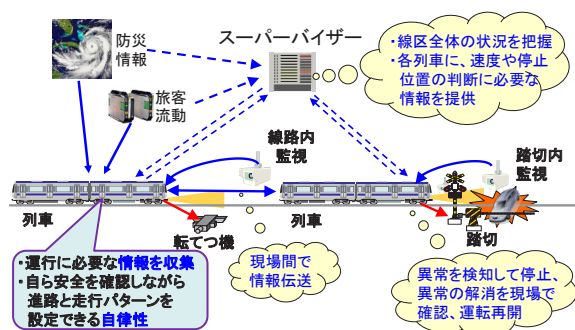 防災
情報
スーパーバイザー
・線区全体の状況を把握
・各列車に、速度や停止
位置の判断に必要な
情報を提供
旅客
流動
線路内
監視
踏切内
監視
列車
転てつ機
列車
踏切
・運行に必要な情報を収集
・自ら安全を確認しながら
進路と走行パターンを
設定できる自律性
現場間で
情報伝送
異常を検知して停止、
異常の解消を現場で
確認、運転再開